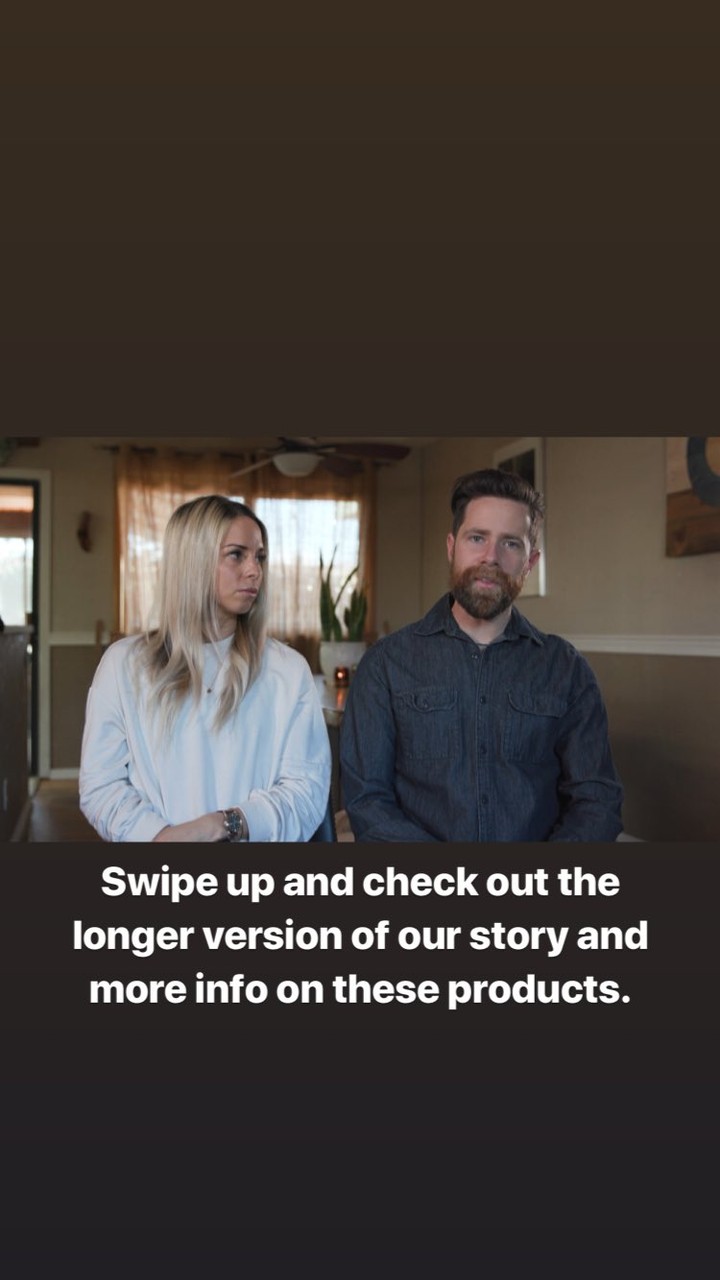 Swipe up and check out the
longer version of our story and
more info on these products.